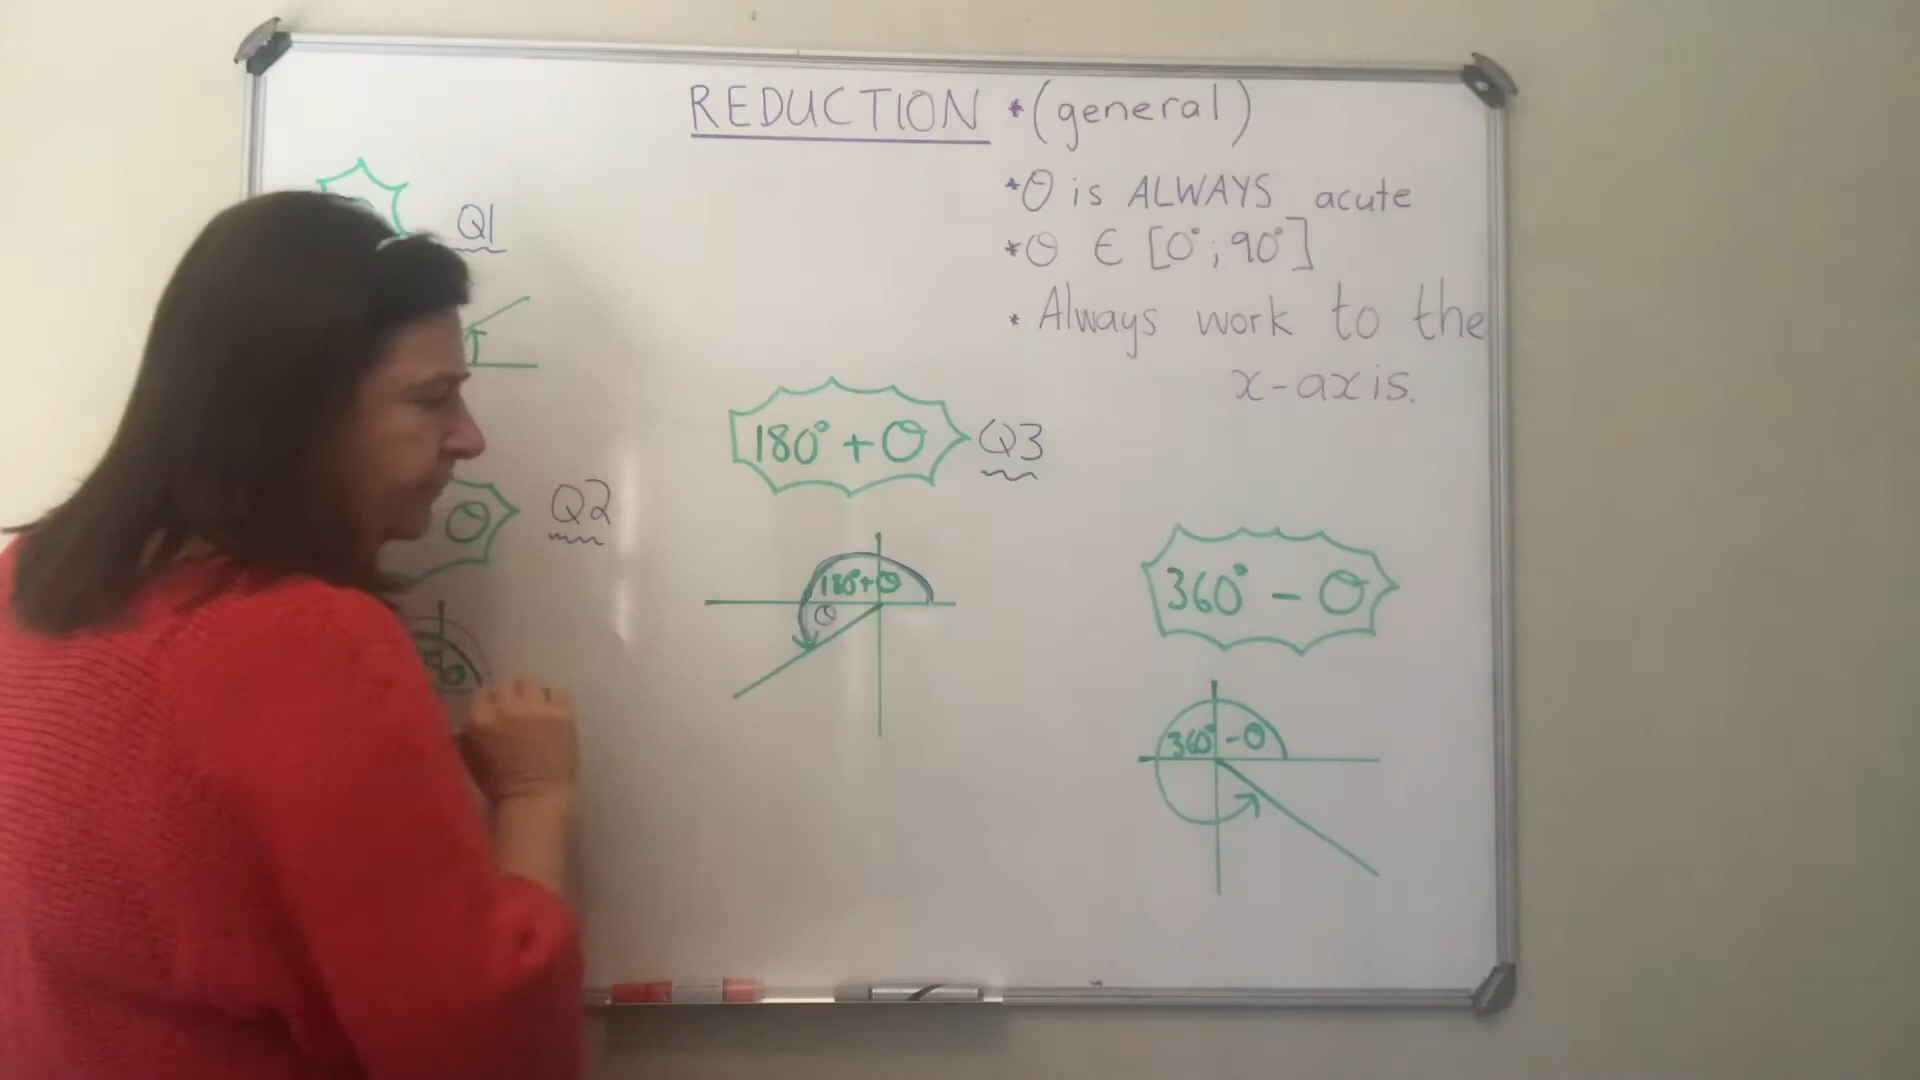 REDUCTION *(general)
*θ is ALWAYS acute
*θ ∈ [0°; 90°]
* Always work to the
x-axis.
Q1
180° + θ Q3
θ Q2
180°+θ
θ
θ
360° - θ
360° - θ